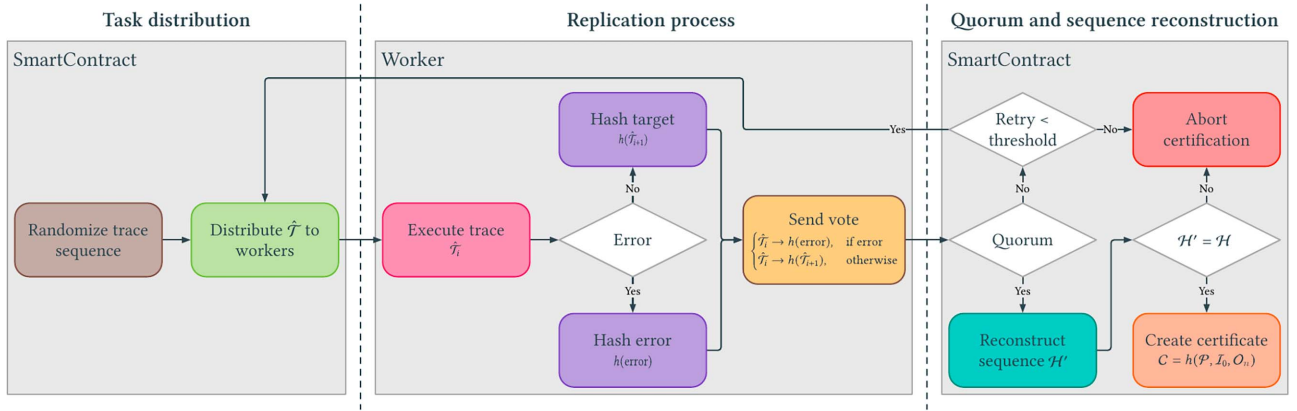 Task distribution
Replication process
Quorum and sequence reconstruction
SmartContract
Randomize trace
sequence
Distribute 𝒯̂ to
workers
Worker
Execute trace
𝒯̂ᵢ
Hash target
h(𝒯̂ᵢ₊₁)
No
Error
Yes
Hash error
h(error)
Send vote
𝒯̂ᵢ → h(error), if error
𝒯̂ᵢ → h(𝒯̂ᵢ₊₁), otherwise
SmartContract
Yes
Retry <
threshold
No
Abort
certification
No
No
Quorum
ℋ′ = ℋ
Yes
Yes
Reconstruct
sequence ℋ′
Create certificate
C = h(𝒫, ℐ₀, 𝒪ₙ)